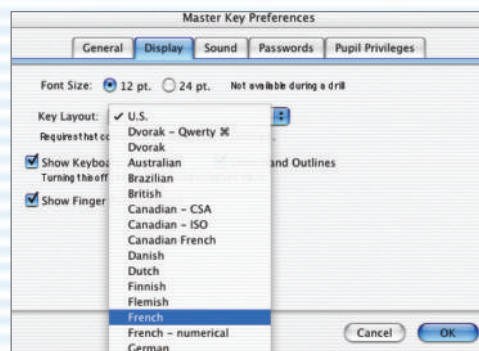 Master Key Preferences
General Display Sound Passwords Pupil Privileges
Font Size: 12 pt. 24 pt. Not available during a drill
Key Layout: ✓ U.S.
Dvorak – Qwerty ⌘
Requires that
Dvorak
Show Australian and Outlines
Turning this off
Brazilian
British
Show Finger
Canadian – CSA
Canadian – ISO
Canadian French
Danish
Dutch
Finnish
Flemish
French
French – numerical
Cancel OK
German